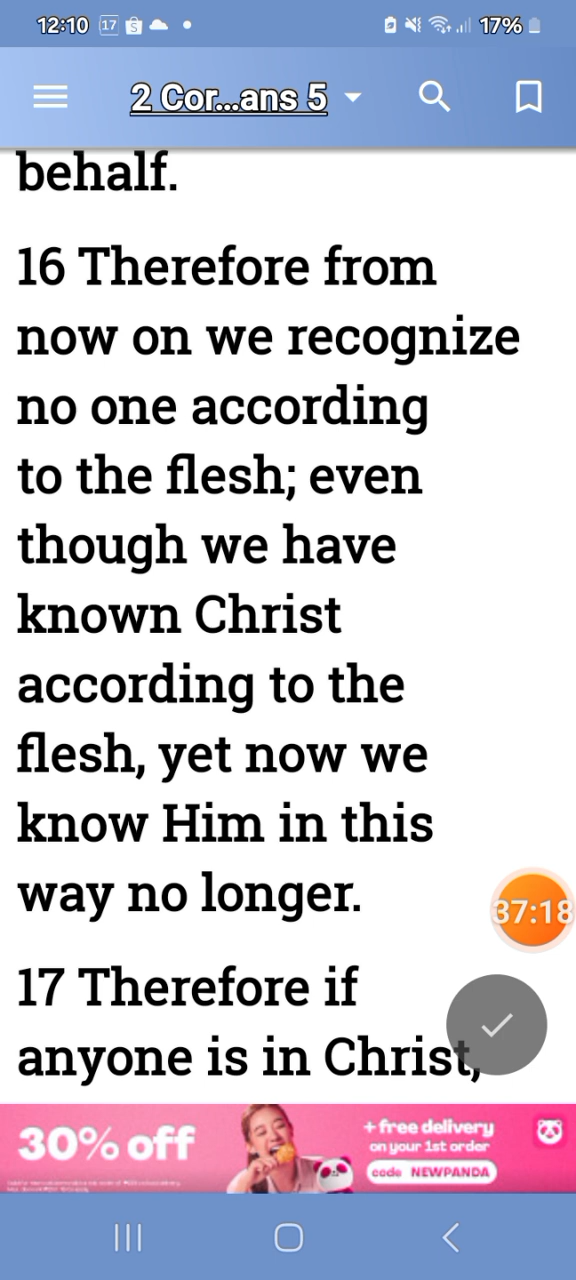 12:10 17 S 17%
2 Cor...ans 5
behalf.
16 Therefore from
now on we recognize
no one according
to the flesh; even
though we have
known Christ
according to the
flesh, yet now we
know Him in this
way no longer.
37:18
17 Therefore if
anyone is in Christ,
30% off
+ free delivery
on your 1st order
code NEWPANDA